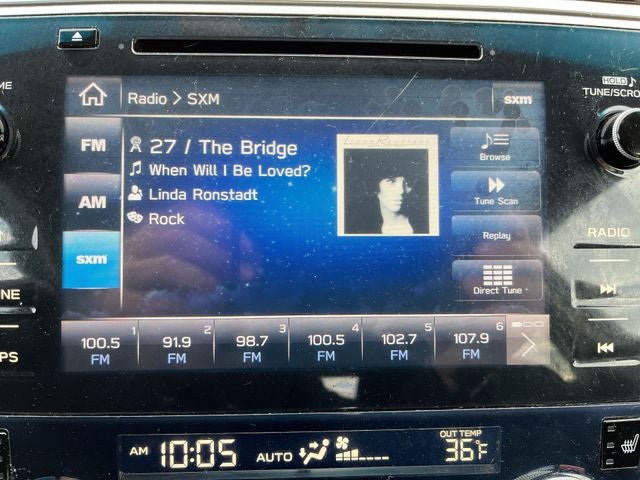 HOLD
TUNE/SCRO
Radio > SXM
sxm
FM
27 / The Bridge
When Will I Be Loved?
Linda Ronstadt
Rock
Linda Ronstadt
Browse
AM
Tune Scan
RADIO
sxm
Replay
Direct Tune
1 2 3 4 5 6
100.5 91.9 98.7 100.5 102.7 107.9
FM FM FM FM FM FM
AM 10:05 AUTO OUT TEMP 36°F